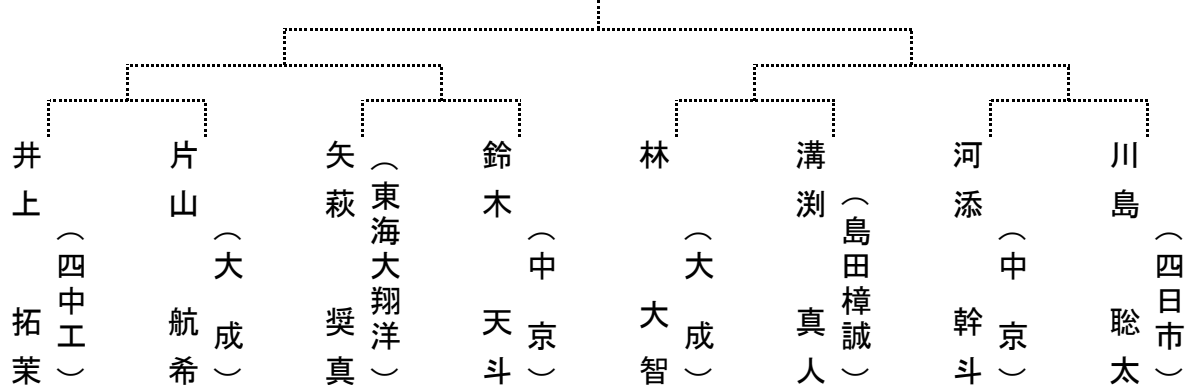 井上 拓茉
（四中工）
片山 航希
（大成）
矢萩 奨真
（東海大翔洋）
鈴木 天斗
（中京）
林 大智
（大成）
溝渕 真人
（島田樟誠）
河添 幹斗
（中京）
川島 聡太
（四日市）